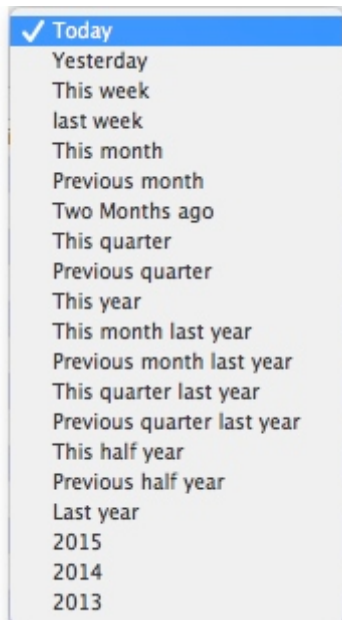 Today
Yesterday
This week
last week
This month
Previous month
Two Months ago
This quarter
Previous quarter
This year
This month last year
Previous month last year
This quarter last year
Previous quarter last year
This half year
Previous half year
Last year
2015
2014
2013